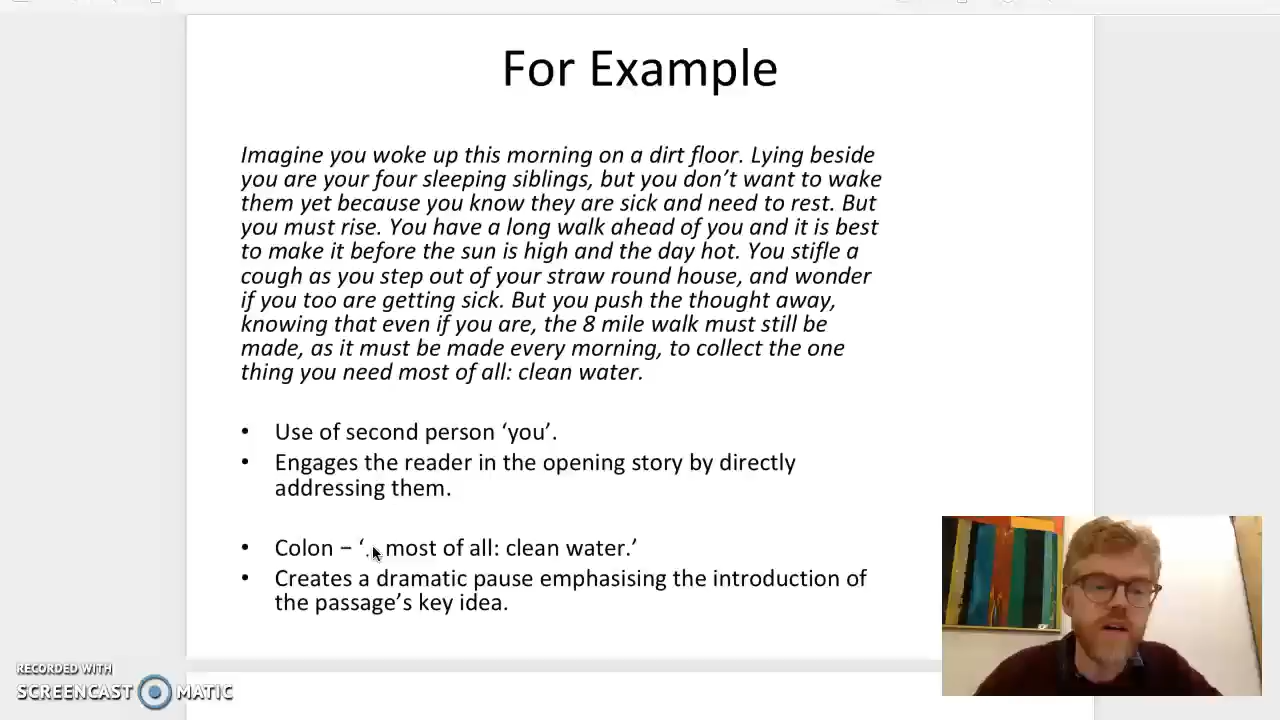 For Example
Imagine you woke up this morning on a dirt floor. Lying beside
you are your four sleeping siblings, but you don’t want to wake
them yet because you know they are sick and need to rest. But
you must rise. You have a long walk ahead of you and it is best
to make it before the sun is high and the day hot. You stifle a
cough as you step out of your straw round house, and wonder
if you too are getting sick. But you push the thought away,
knowing that even if you are, the 8 mile walk must still be
made, as it must be made every morning, to collect the one
thing you need most of all: clean water.
• Use of second person ‘you’.
• Engages the reader in the opening story by directly
addressing them.
• Colon – ‘.. most of all: clean water.’
• Creates a dramatic pause emphasising the introduction of
the passage’s key idea.
RECORDED WITH
SCREENCAST MATIC